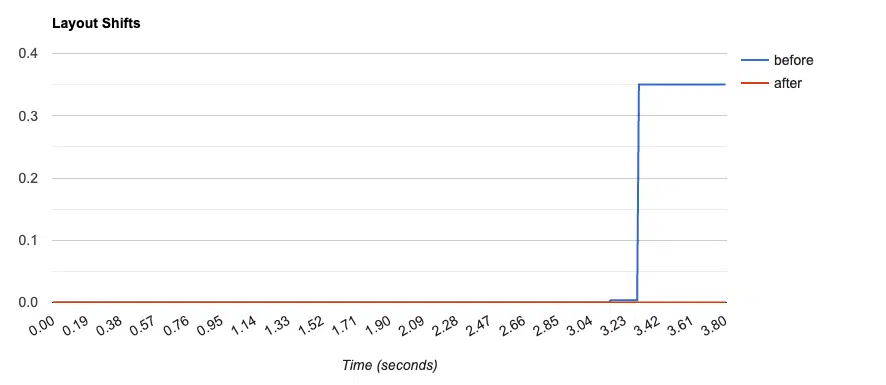 Layout Shifts
0.4
0.3
0.2
0.1
0.0
before
after
0.00 0.19 0.38 0.57 0.76 0.95 1.14 1.33 1.52 1.71 1.90 2.09 2.28 2.47 2.66 2.85 3.04 3.23 3.42 3.61 3.80
Time (seconds)